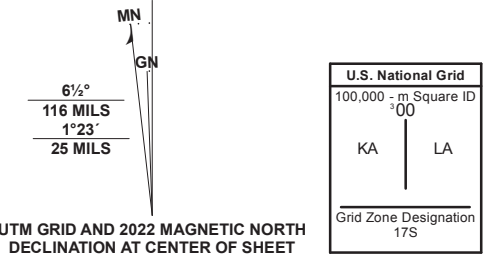 MN
GN
6½°
116 MILS
1°23´
25 MILS
UTM GRID AND 2022 MAGNETIC NORTH
DECLINATION AT CENTER OF SHEET
U.S. National Grid
100,000 - m Square ID
³00
KA LA
Grid Zone Designation
17S